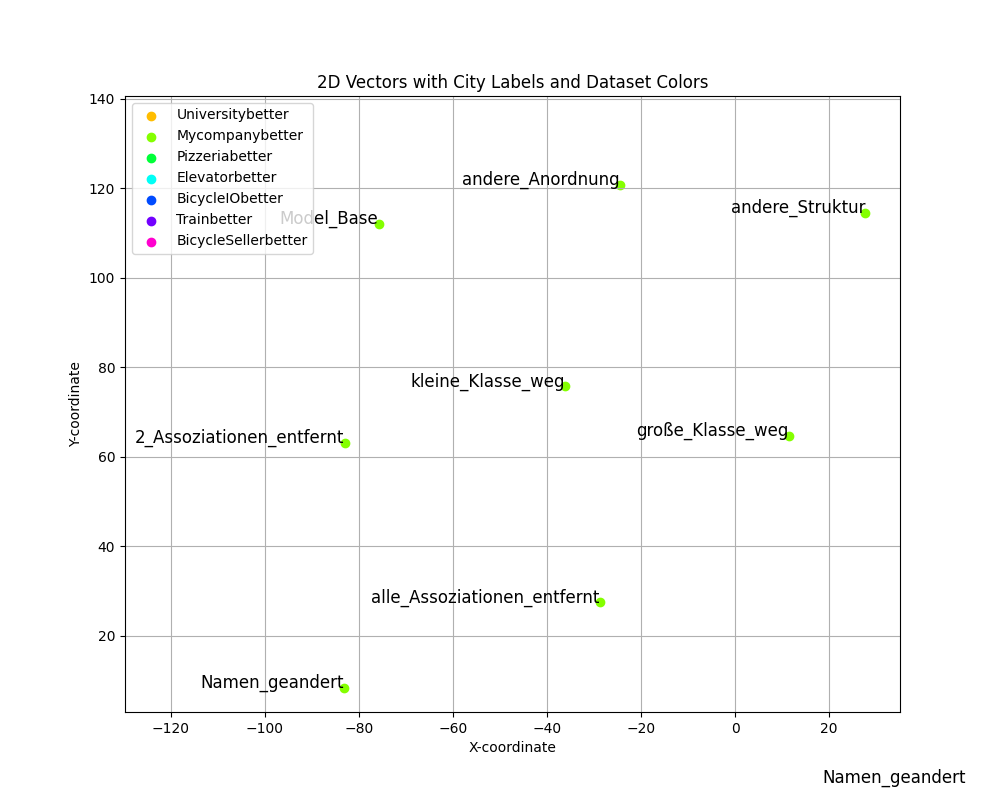 2D Vectors with City Labels and Dataset Colors
140
120
100
80
60
40
20
Y-coordinate
Universitybetter
Mycompanybetter
Pizzeriabetter
Elevatorbetter
BicycleIObetter
Trainbetter
BicycleSellerbetter
andere_Anordnung
andere_Struktur
Model_Base
kleine_Klasse_weg
große_Klasse_weg
2_Assoziationen_entfernt
alle_Assoziationen_entfernt
Namen_geandert
−120 −100 −80 −60 −40 −20 0 20
X-coordinate
Namen_geandert